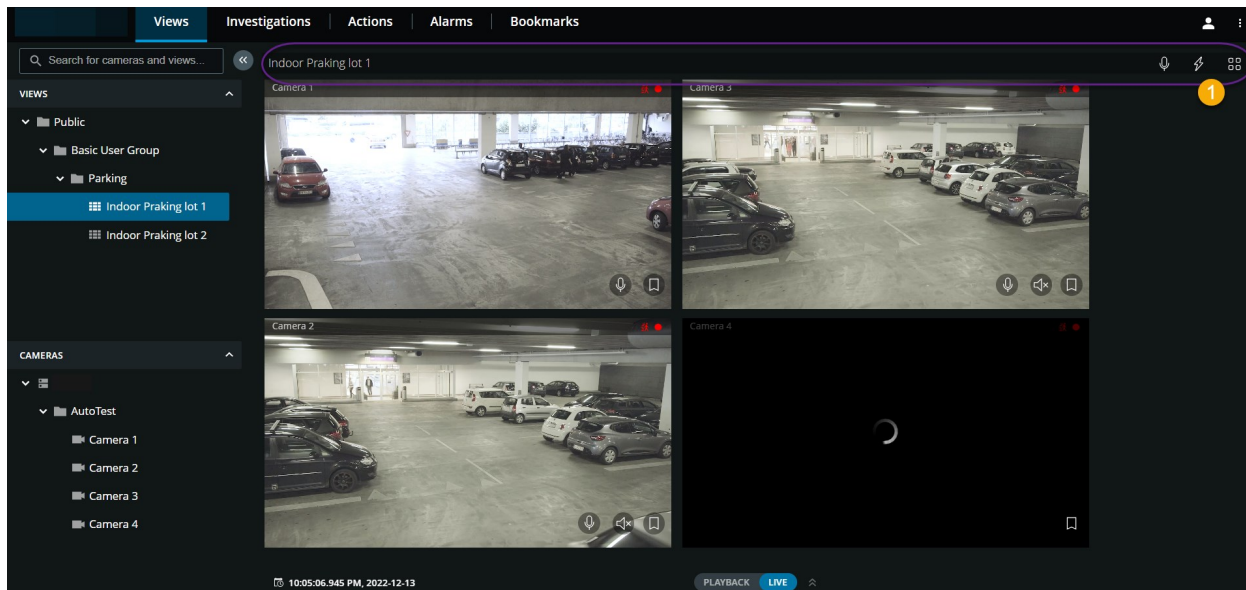 Views Investigations Actions Alarms Bookmarks
Search for cameras and views...
Indoor Praking lot 1
1
VIEWS
Public
Basic User Group
Parking
Indoor Praking lot 1
Indoor Praking lot 2
CAMERAS
AutoTest
Camera 1
Camera 2
Camera 3
Camera 4
Camera 1
Camera 3
Camera 2
Camera 4
10:05:06.945 PM, 2022-12-13
PLAYBACK LIVE